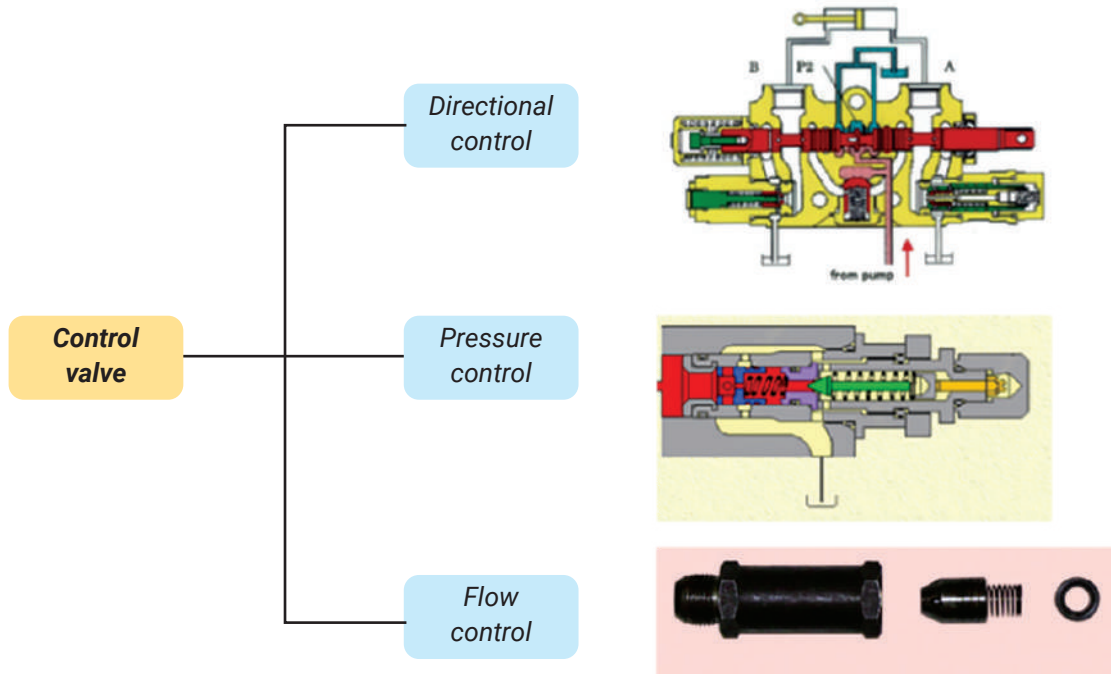 Directional
control
B
P2
A
from pump
Control
valve
Pressure
control
Flow
control